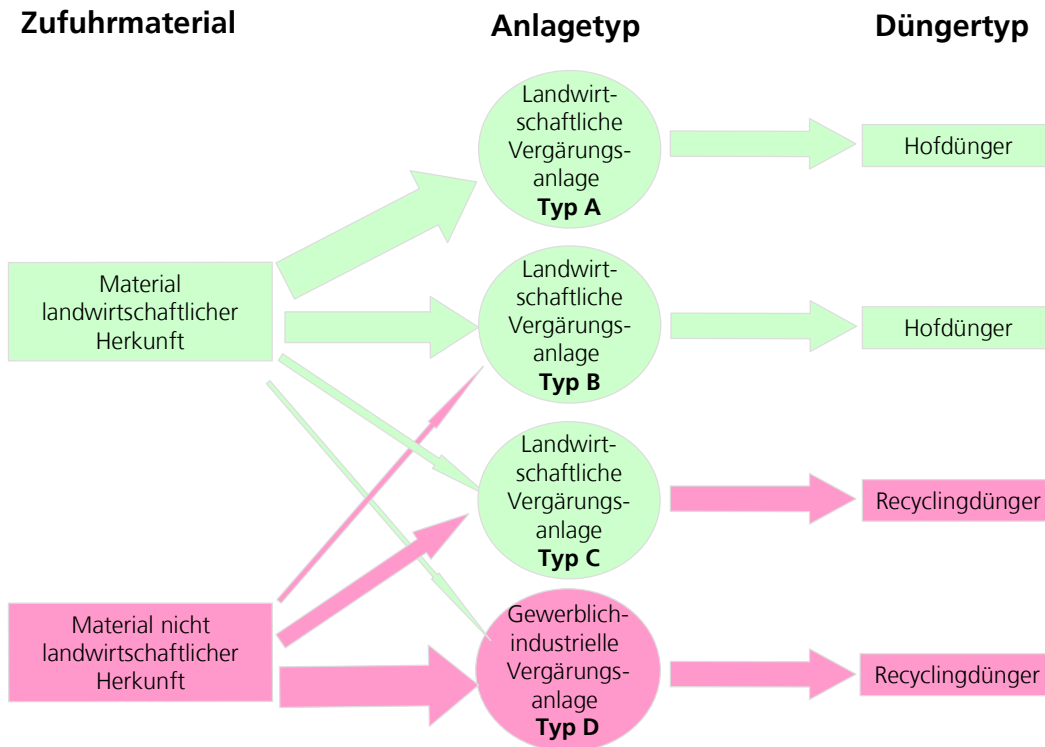 Zufuhrmaterial
Anlagetyp
Düngertyp
Landwirt-
schaftliche
Vergärungs-
anlage
Typ A
Hofdünger
Material
landwirtschaftlicher
Herkunft
Landwirt-
schaftliche
Vergärungs-
anlage
Typ B
Hofdünger
Landwirt-
schaftliche
Vergärungs-
anlage
Typ C
Recyclingdünger
Material nicht
landwirtschaftlicher
Herkunft
Gewerblich-
industrielle
Vergärungs-
anlage
Typ D
Recyclingdünger